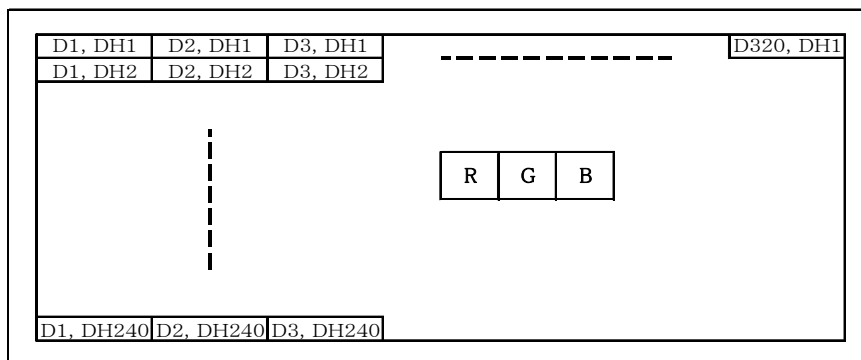 D1, DH1 D2, DH1 D3, DH1 D320, DH1
D1, DH2 D2, DH2 D3, DH2
R G B
D1, DH240 D2, DH240 D3, DH240